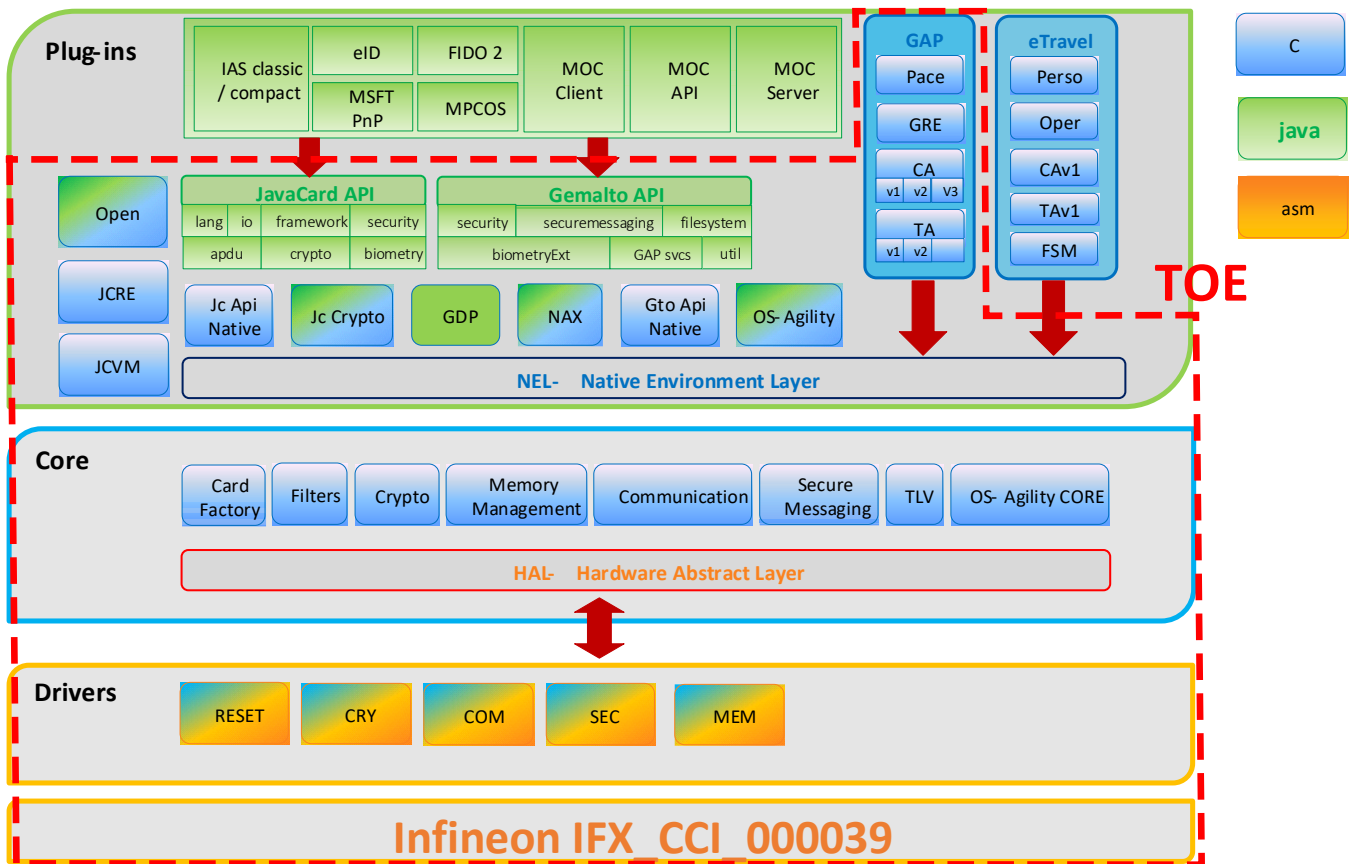 Plug-ins
IAS classic
/ compact
eID
FIDO 2
MSFT
PnP
MPCOS
MOC
Client
MOC
API
MOC
Server
GAP
Pace
GRE
CA
v1 v2 V3
TA
v1 v2
eTravel
Perso
Oper
CAv1
TAv1
FSM
C
java
asm
TOE
Open
JCRE
JCVM
JavaCard API
lang io framework security
apdu crypto biometry
Gemalto API
security securemessaging filesystem
biometryExt GAP svcs util
Jc Api
Native
Jc Crypto
GDP
NAX
Gto Api
Native
OS- Agility
NEL- Native Environment Layer
Core
Card
Factory
Filters
Crypto
Memory
Management
Communication
Secure
Messaging
TLV
OS- Agility CORE
HAL- Hardware Abstract Layer
Drivers
RESET
CRY
COM
SEC
MEM
Infineon IFX_CCI_000039